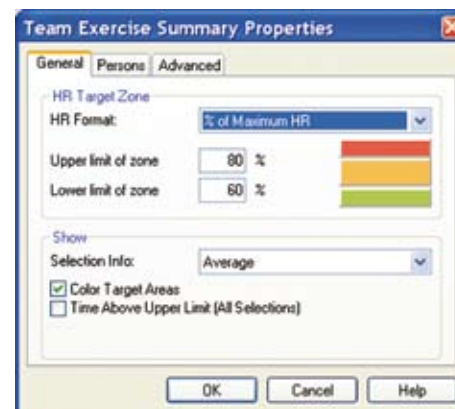 Team Exercise Summary Properties
General Persons Advanced
HR Target Zone
HR Format: % of Maximum HR
Upper limit of zone 80 %
Lower limit of zone 60 %
Show
Selection Info: Average
Color Target Areas
Time Above Upper Limit (All Selections)
OK Cancel Help